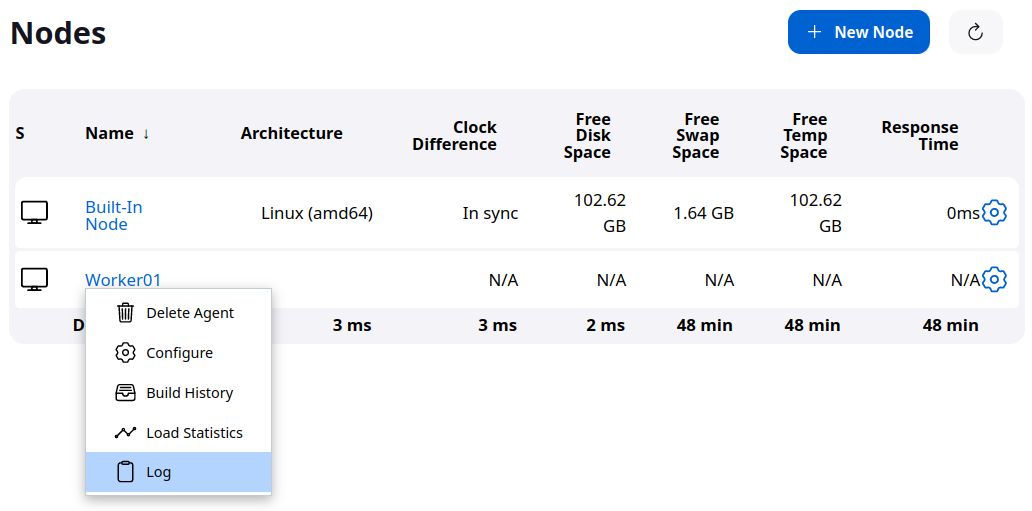 Nodes
+ New Node
S Name ↓ Architecture Clock Difference Free Disk Space Free Swap Space Free Temp Space Response Time
Built-In Node Linux (amd64) In sync 102.62 GB 1.64 GB 102.62 GB 0ms
Worker01 N/A N/A N/A N/A N/A
D 3 ms 3 ms 2 ms 48 min 48 min 48 min
Delete Agent
Configure
Build History
Load Statistics
Log